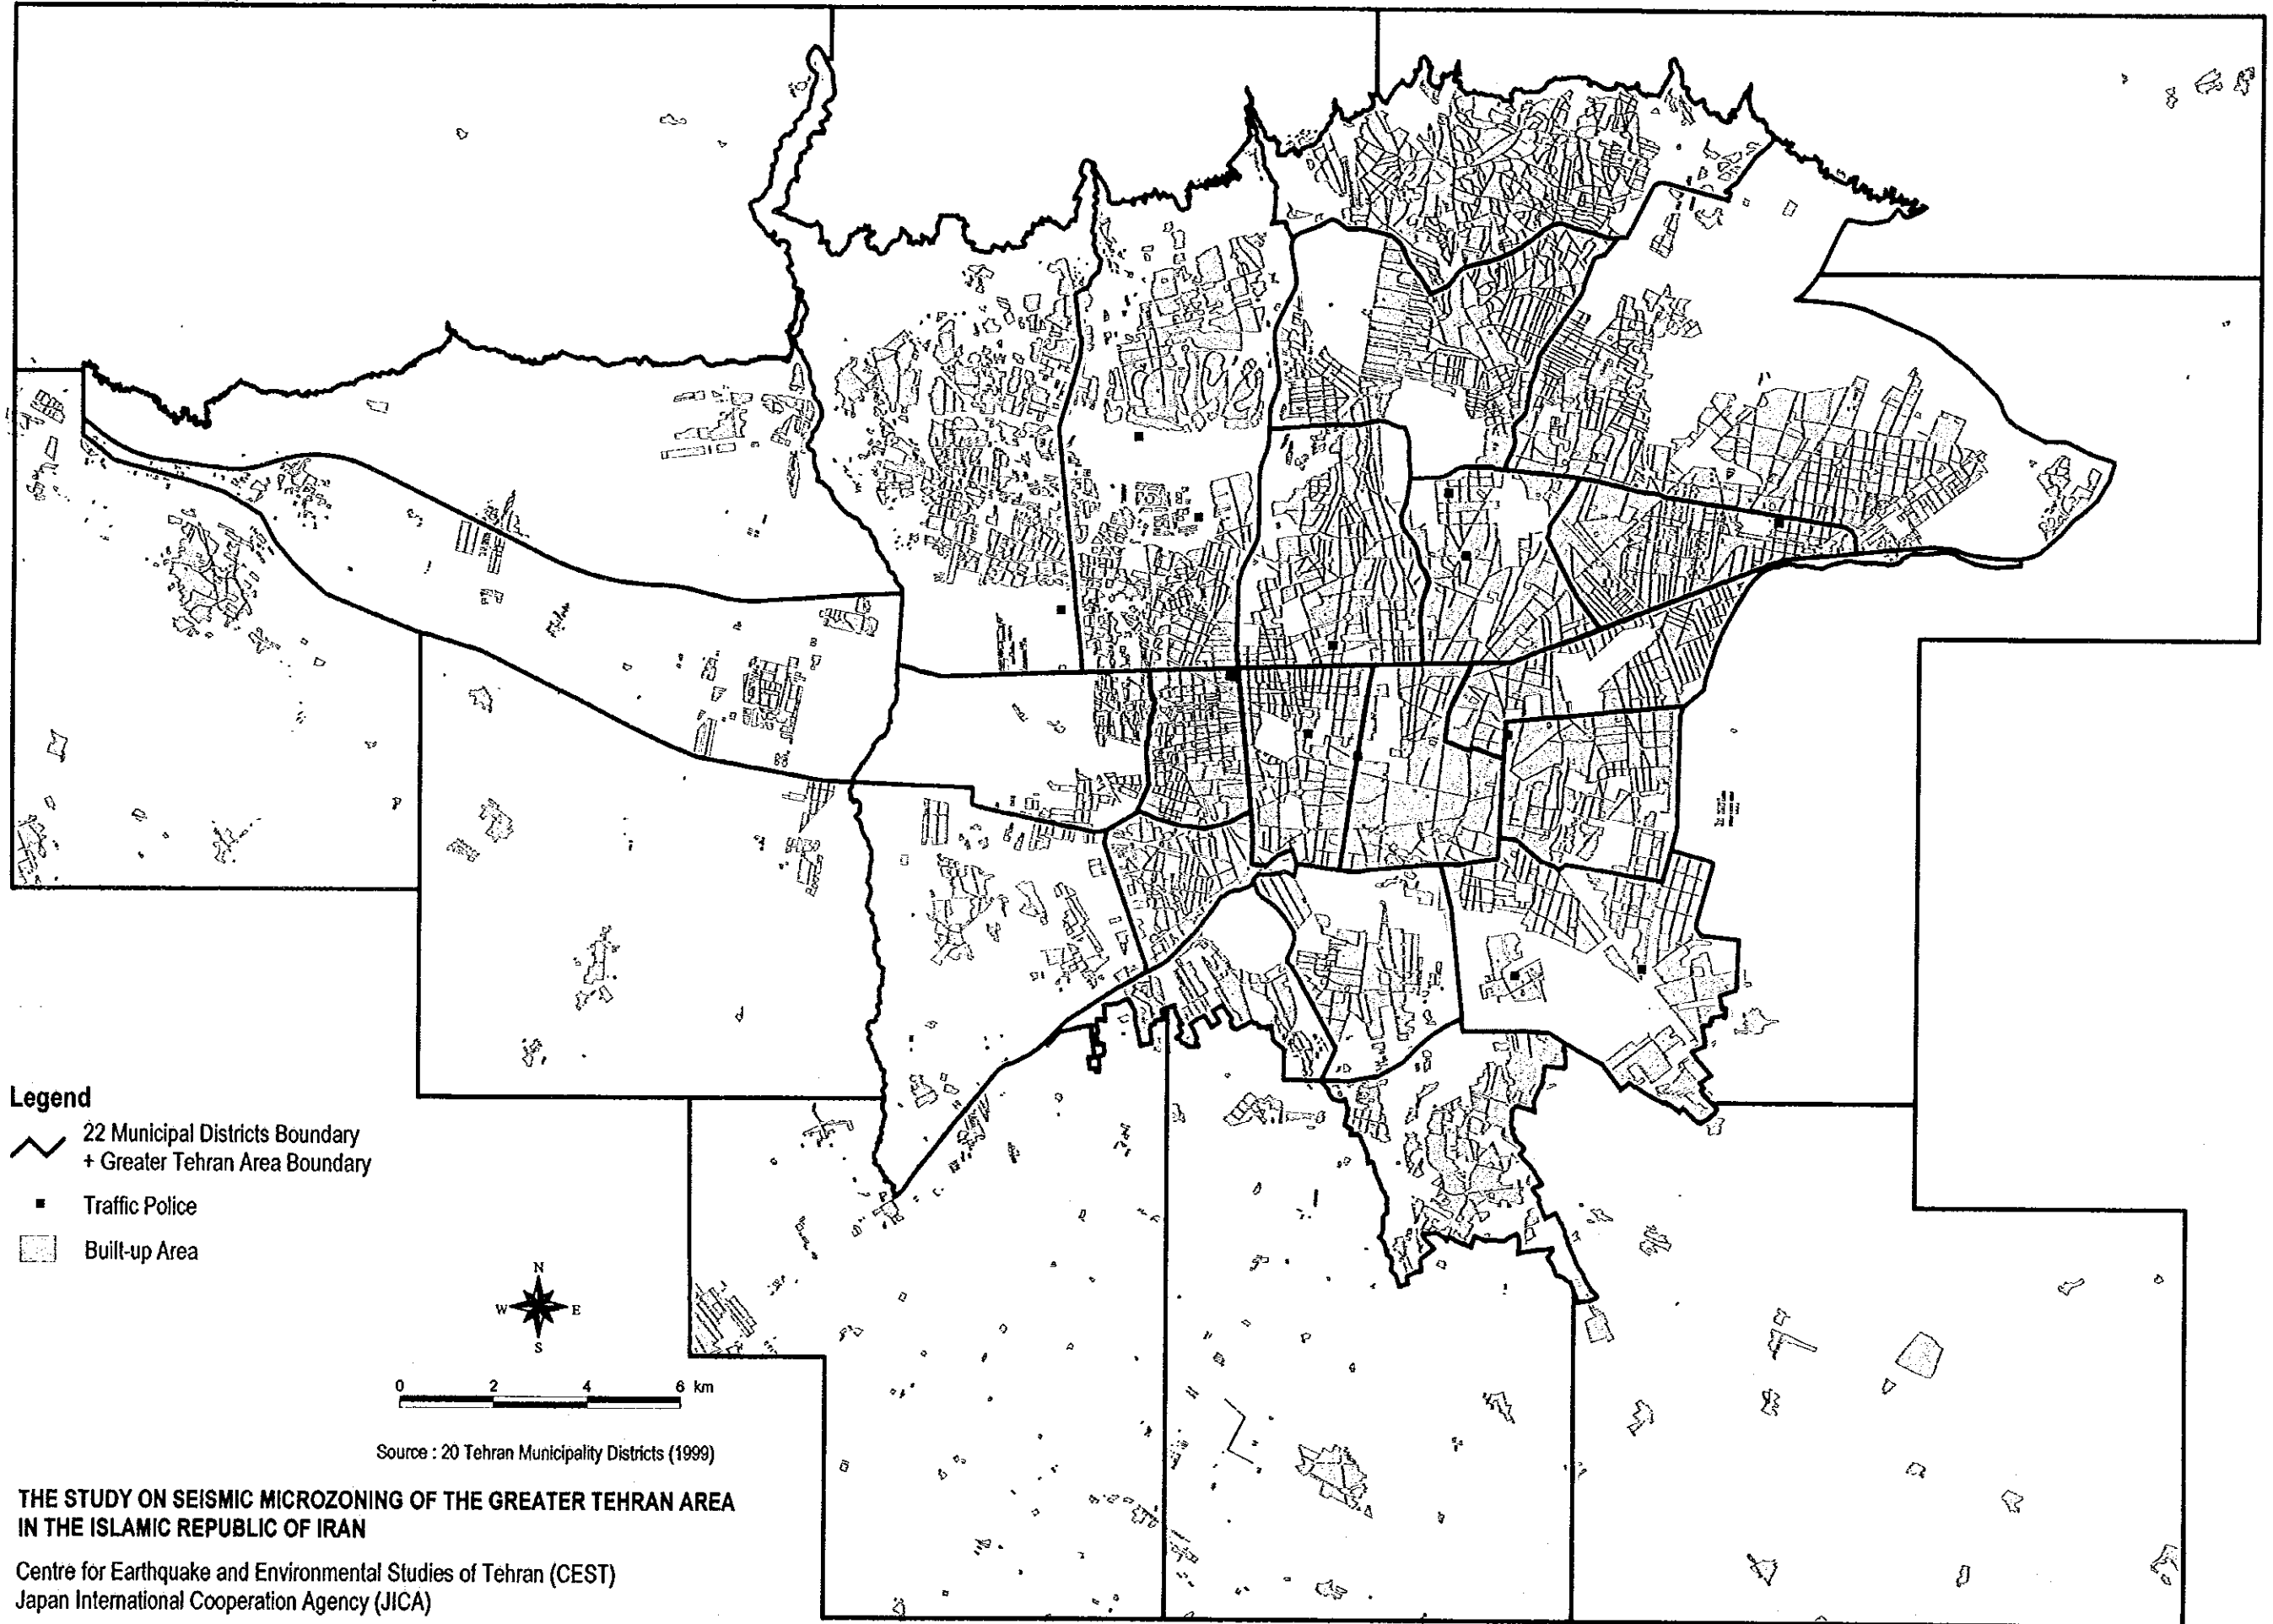 Legend
22 Municipal Districts Boundary
+ Greater Tehran Area Boundary
Traffic Police
Built-up Area
N
W E
S
0 2 4 6 km
Source : 20 Tehran Municipality Districts (1999)
THE STUDY ON SEISMIC MICROZONING OF THE GREATER TEHRAN AREA
IN THE ISLAMIC REPUBLIC OF IRAN
Centre for Earthquake and Environmental Studies of Tehran (CEST)
Japan International Cooperation Agency (JICA)